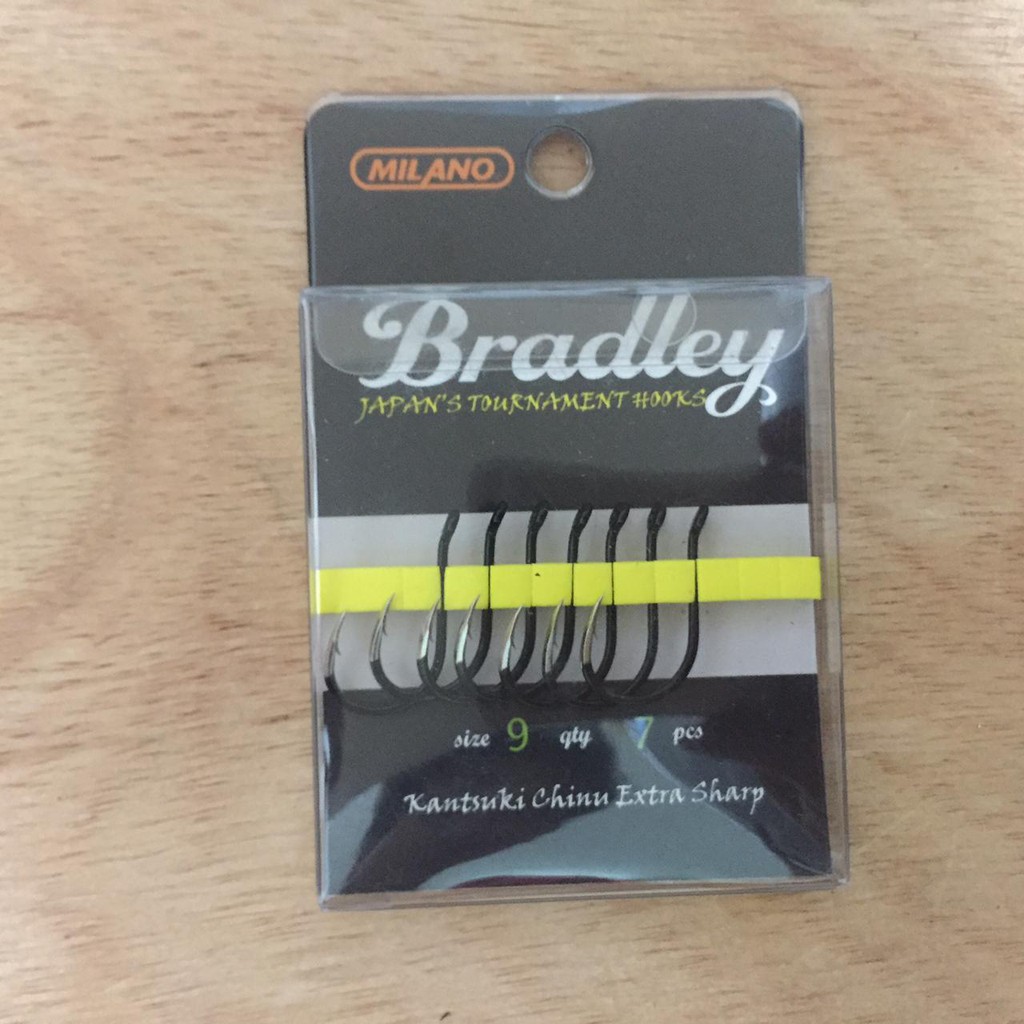 MILANO
Bradley
JAPAN'S TOURNAMENT HOOKS
size 9 qty 7 pcs
Kantsuki Chinu Extra Sharp